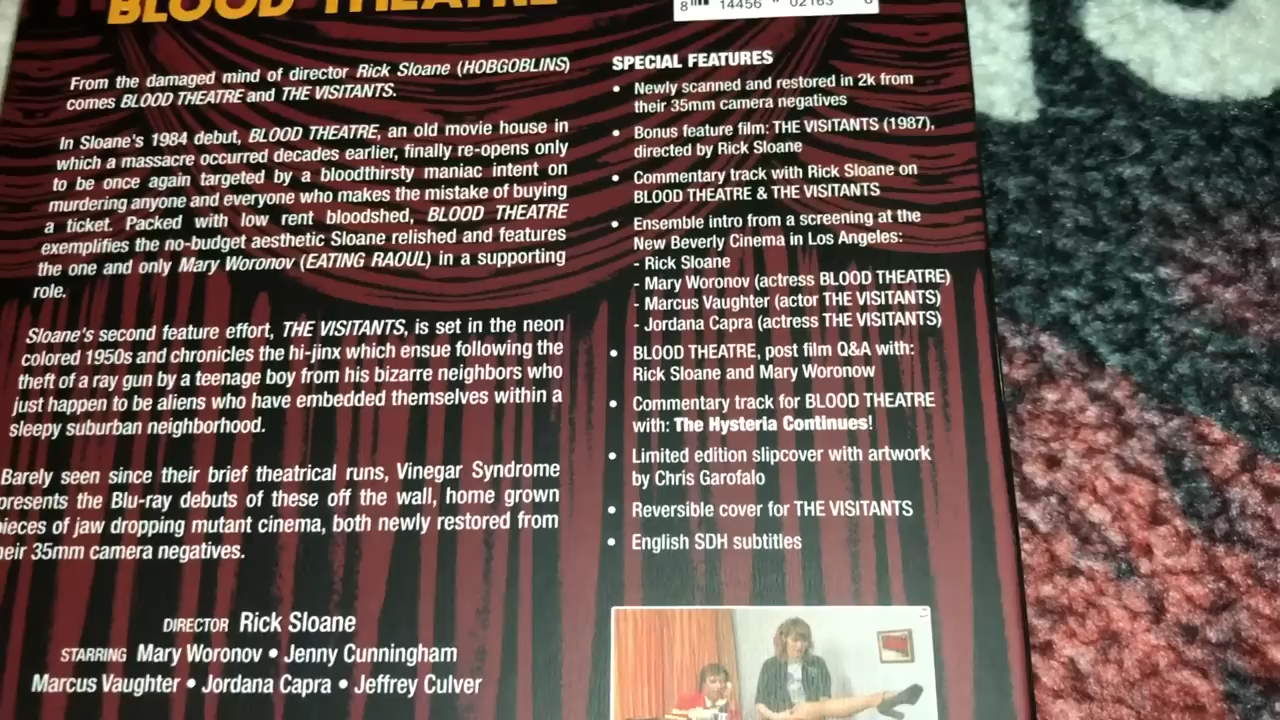 BLOOD THEATRE
8 14456 02163 8
From the damaged mind of director Rick Sloane (HOBGOBLINS)
comes BLOOD THEATRE and THE VISITANTS.
In Sloane's 1984 debut, BLOOD THEATRE, an old movie house in
which a massacre occurred decades earlier, finally re-opens only
to be once again targeted by a bloodthirsty maniac intent on
murdering anyone and everyone who makes the mistake of buying
a ticket. Packed with low rent bloodshed, BLOOD THEATRE
exemplifies the no-budget aesthetic Sloane relished and features
the one and only Mary Woronov (EATING RAOUL) in a supporting
role.
Sloane's second feature effort, THE VISITANTS, is set in the neon
colored 1950s and chronicles the hi-jinx which ensue following the
theft of a ray gun by a teenage boy from his bizarre neighbors who
just happen to be aliens who have embedded themselves within a
sleepy suburban neighborhood.
Barely seen since their brief theatrical runs, Vinegar Syndrome
presents the Blu-ray debuts of these off the wall, home grown
pieces of jaw dropping mutant cinema, both newly restored from
their 35mm camera negatives.
DIRECTOR Rick Sloane
STARRING Mary Woronov • Jenny Cunningham
Marcus Vaughter • Jordana Capra • Jeffrey Culver
SPECIAL FEATURES
• Newly scanned and restored in 2k from
their 35mm camera negatives
• Bonus feature film: THE VISITANTS (1987),
directed by Rick Sloane
• Commentary track with Rick Sloane on
BLOOD THEATRE & THE VISITANTS
• Ensemble intro from a screening at the
New Beverly Cinema in Los Angeles:
- Rick Sloane
- Mary Woronov (actress BLOOD THEATRE)
- Marcus Vaughter (actor THE VISITANTS)
- Jordana Capra (actress THE VISITANTS)
• BLOOD THEATRE, post film Q&A with:
Rick Sloane and Mary Woronow
• Commentary track for BLOOD THEATRE
with: The Hysteria Continues!
• Limited edition slipcover with artwork
by Chris Garofalo
• Reversible cover for THE VISITANTS
• English SDH subtitles